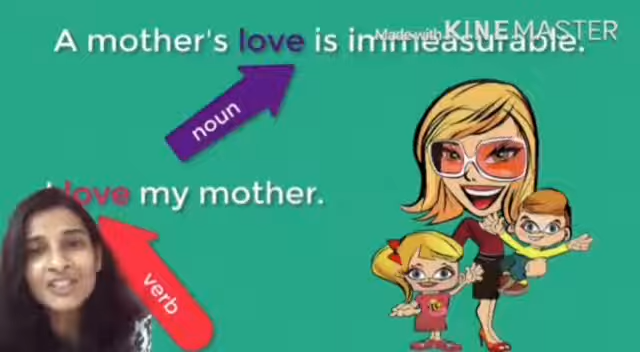 A mother's love is immeasurable.
Made with KINEMASTER
noun
I love my mother.
verb